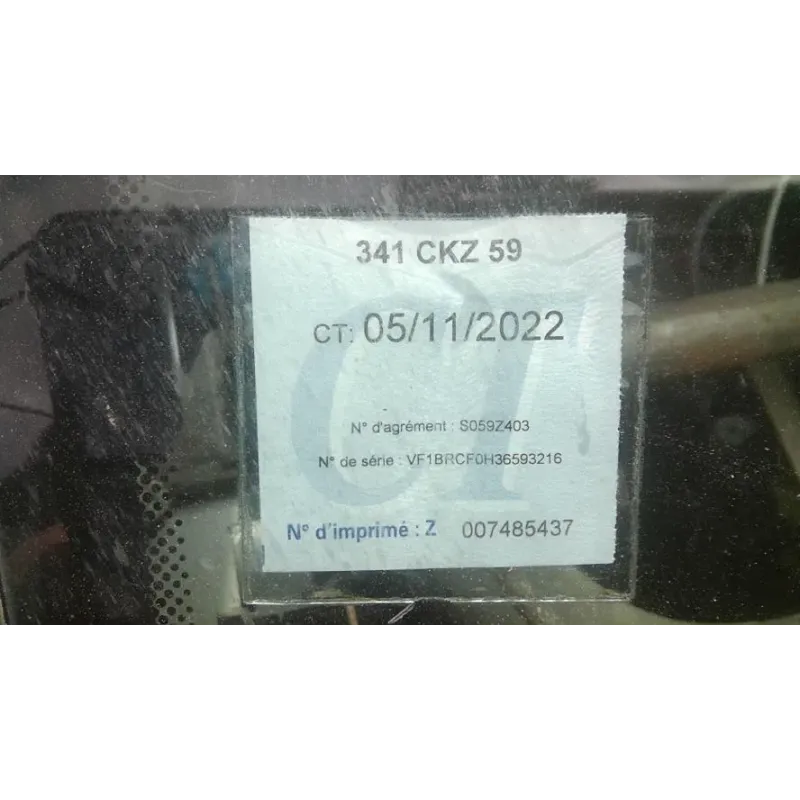 341 CKZ 59
CT: 05/11/2022
N° d'agrément : S059Z403
N° de série : VF1BRCF0H36593216
N° d'imprimé : Z 007485437